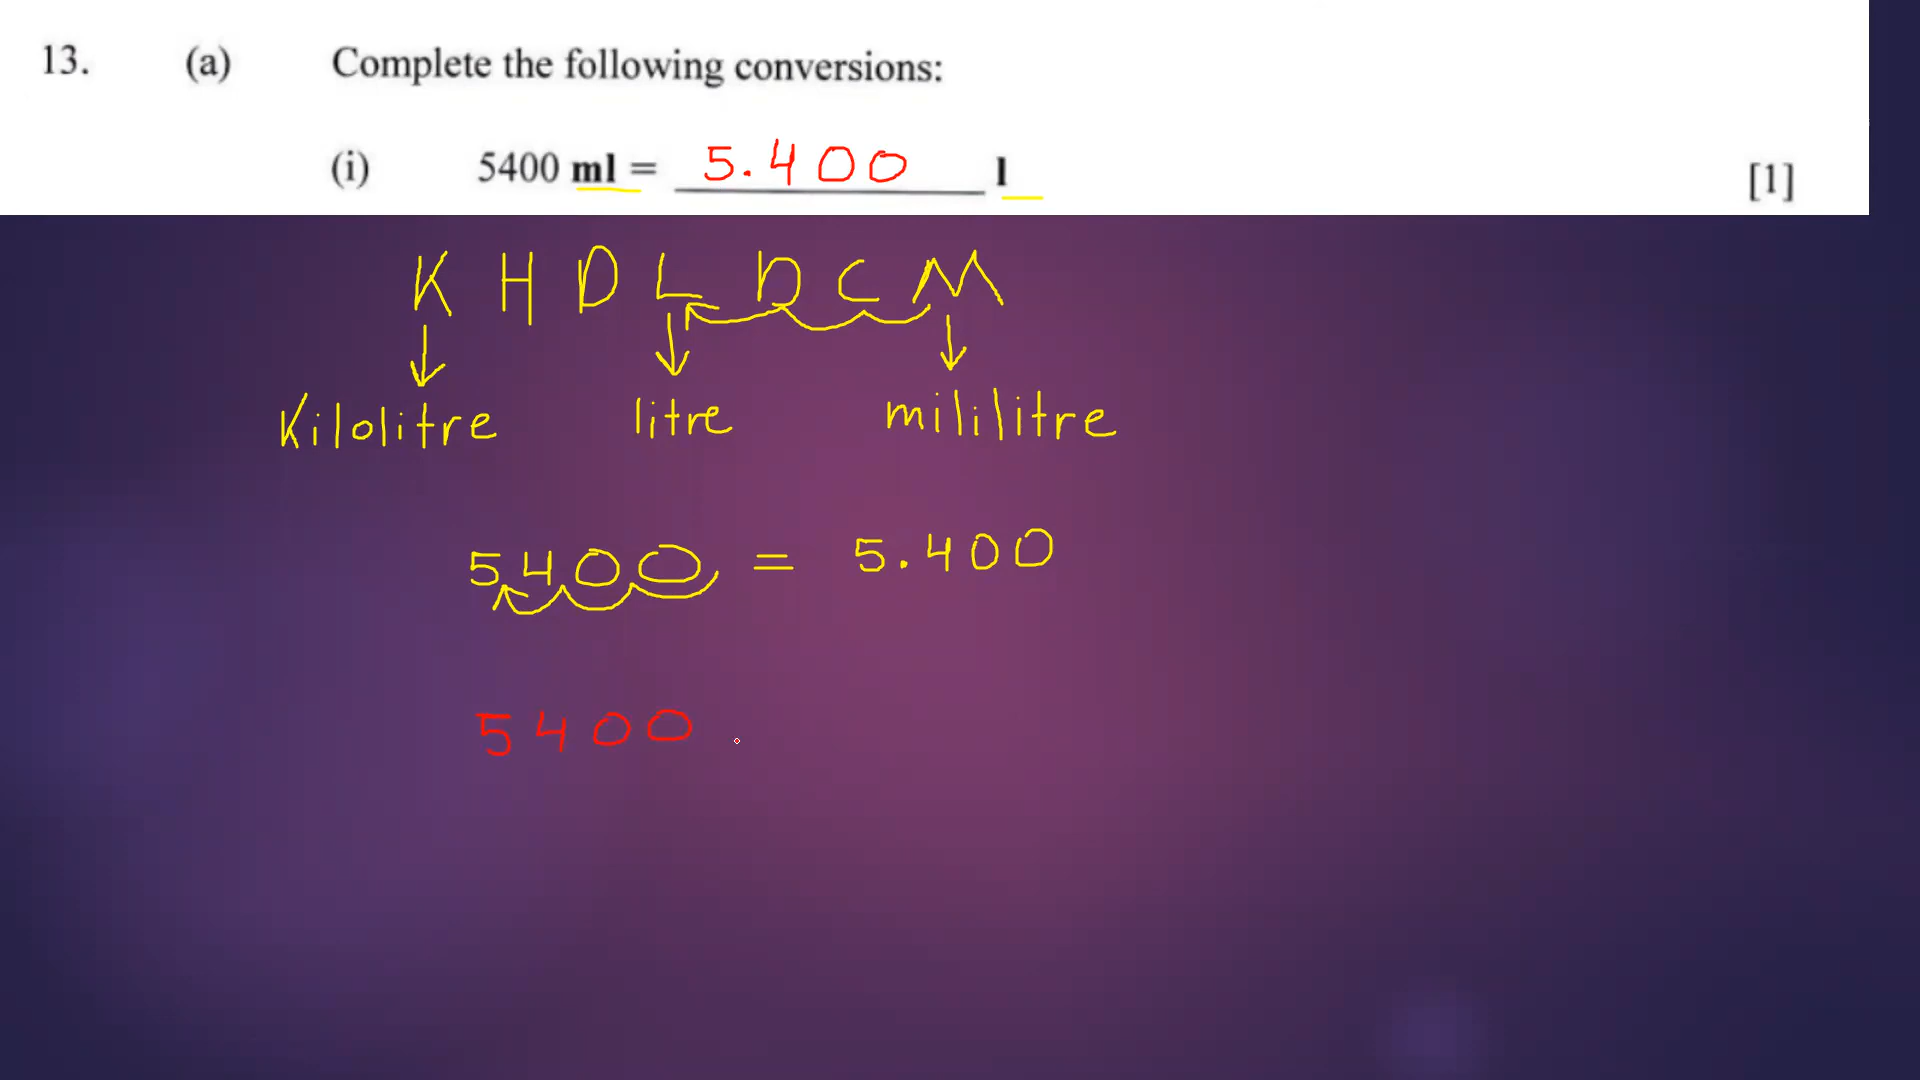 13. (a) Complete the following conversions:
(i) 5400 ml = 5.400 l [1]
K H D L D C M
Kilolitre litre mililitre
5400 = 5.400
5400